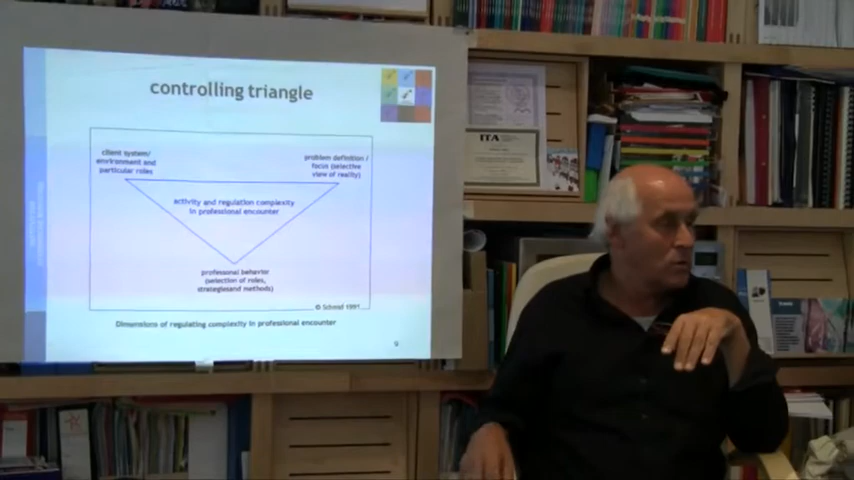 controlling triangle
client system/
environment and
particular roles
problem definition /
focus (selective
view of reality)
activity and regulation complexity
in professional encounter
professional behavior
(selection of roles,
strategiesand methods)
© Schmid 1991
Dimensions of regulating complexity in professional encounter
9
ITA